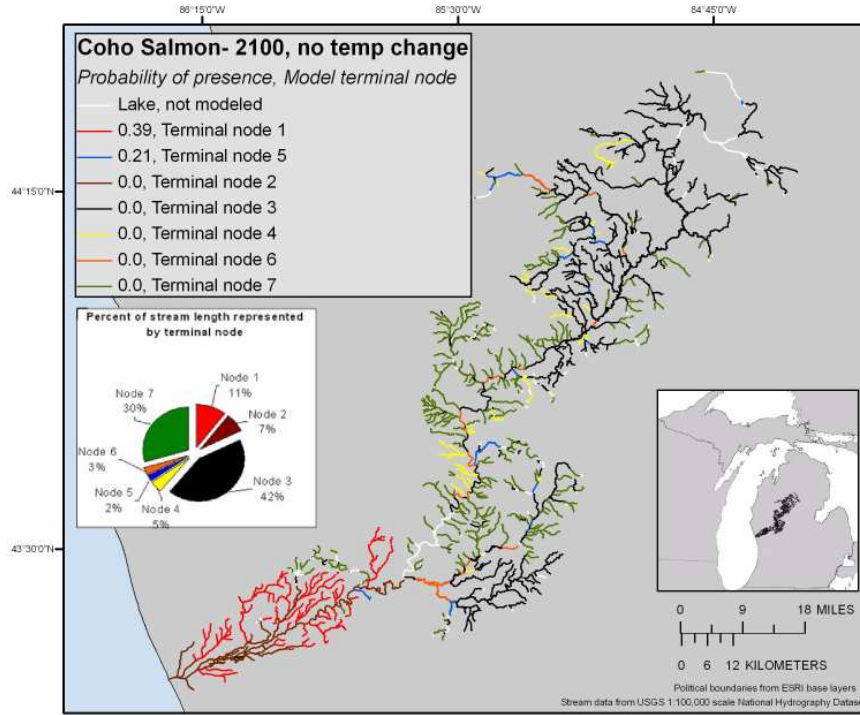 86°15'0"W 85°30'0"W 84°45'0"W
Coho Salmon- 2100, no temp change
Probability of presence, Model terminal node
Lake, not modeled
0.39, Terminal node 1
0.21, Terminal node 5
0.0, Terminal node 2
0.0, Terminal node 3
0.0, Terminal node 4
0.0, Terminal node 6
0.0, Terminal node 7
44°15'0"N
Percent of stream length represented
by terminal node
Node 1
11%
Node 2
7%
Node 3
42%
Node 4
5%
Node 5
2%
Node 6
3%
Node 7
30%
43°30'0"N
0 9 18 MILES
0 6 12 KILOMETERS
Political boundaries from ESRI base layers
Stream data from USGS 1:100,000 scale National Hydrography Datase